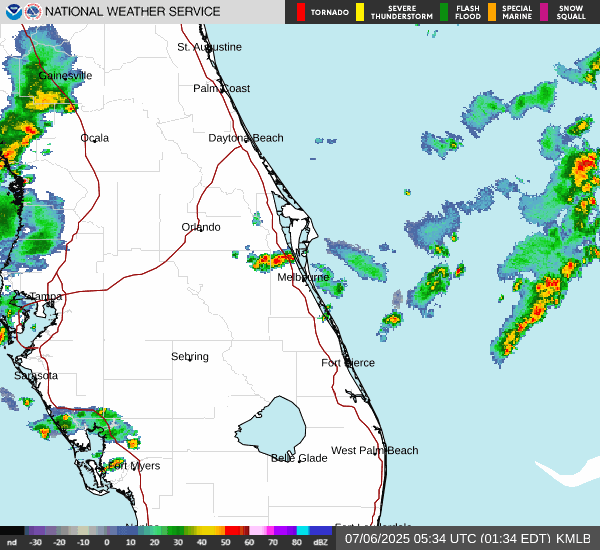 NATIONAL WEATHER SERVICE
TORNADO
SEVERE THUNDERSTORM
FLASH FLOOD
SPECIAL MARINE
SNOW SQUALL
St. Augustine
Gainesville
Palm Coast
Ocala
Daytona Beach
Orlando
Melbourne
Tampa
Sebring
Fort Pierce
Sarasota
West Palm Beach
Belle Glade
Fort Myers
nd -30 -20 -10 0 10 20 30 40 50 60 70 80 dBZ
07/06/2025 05:34 UTC (01:34 EDT) KMLB